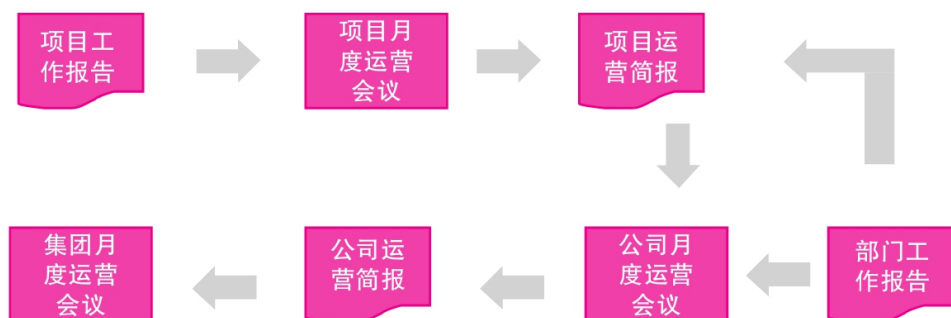 项目工
作报告
项目月
度运营
会议
项目运
营简报
集团月
度运营
会议
公司运
营简报
公司月
度运营
会议
部门工
作报告